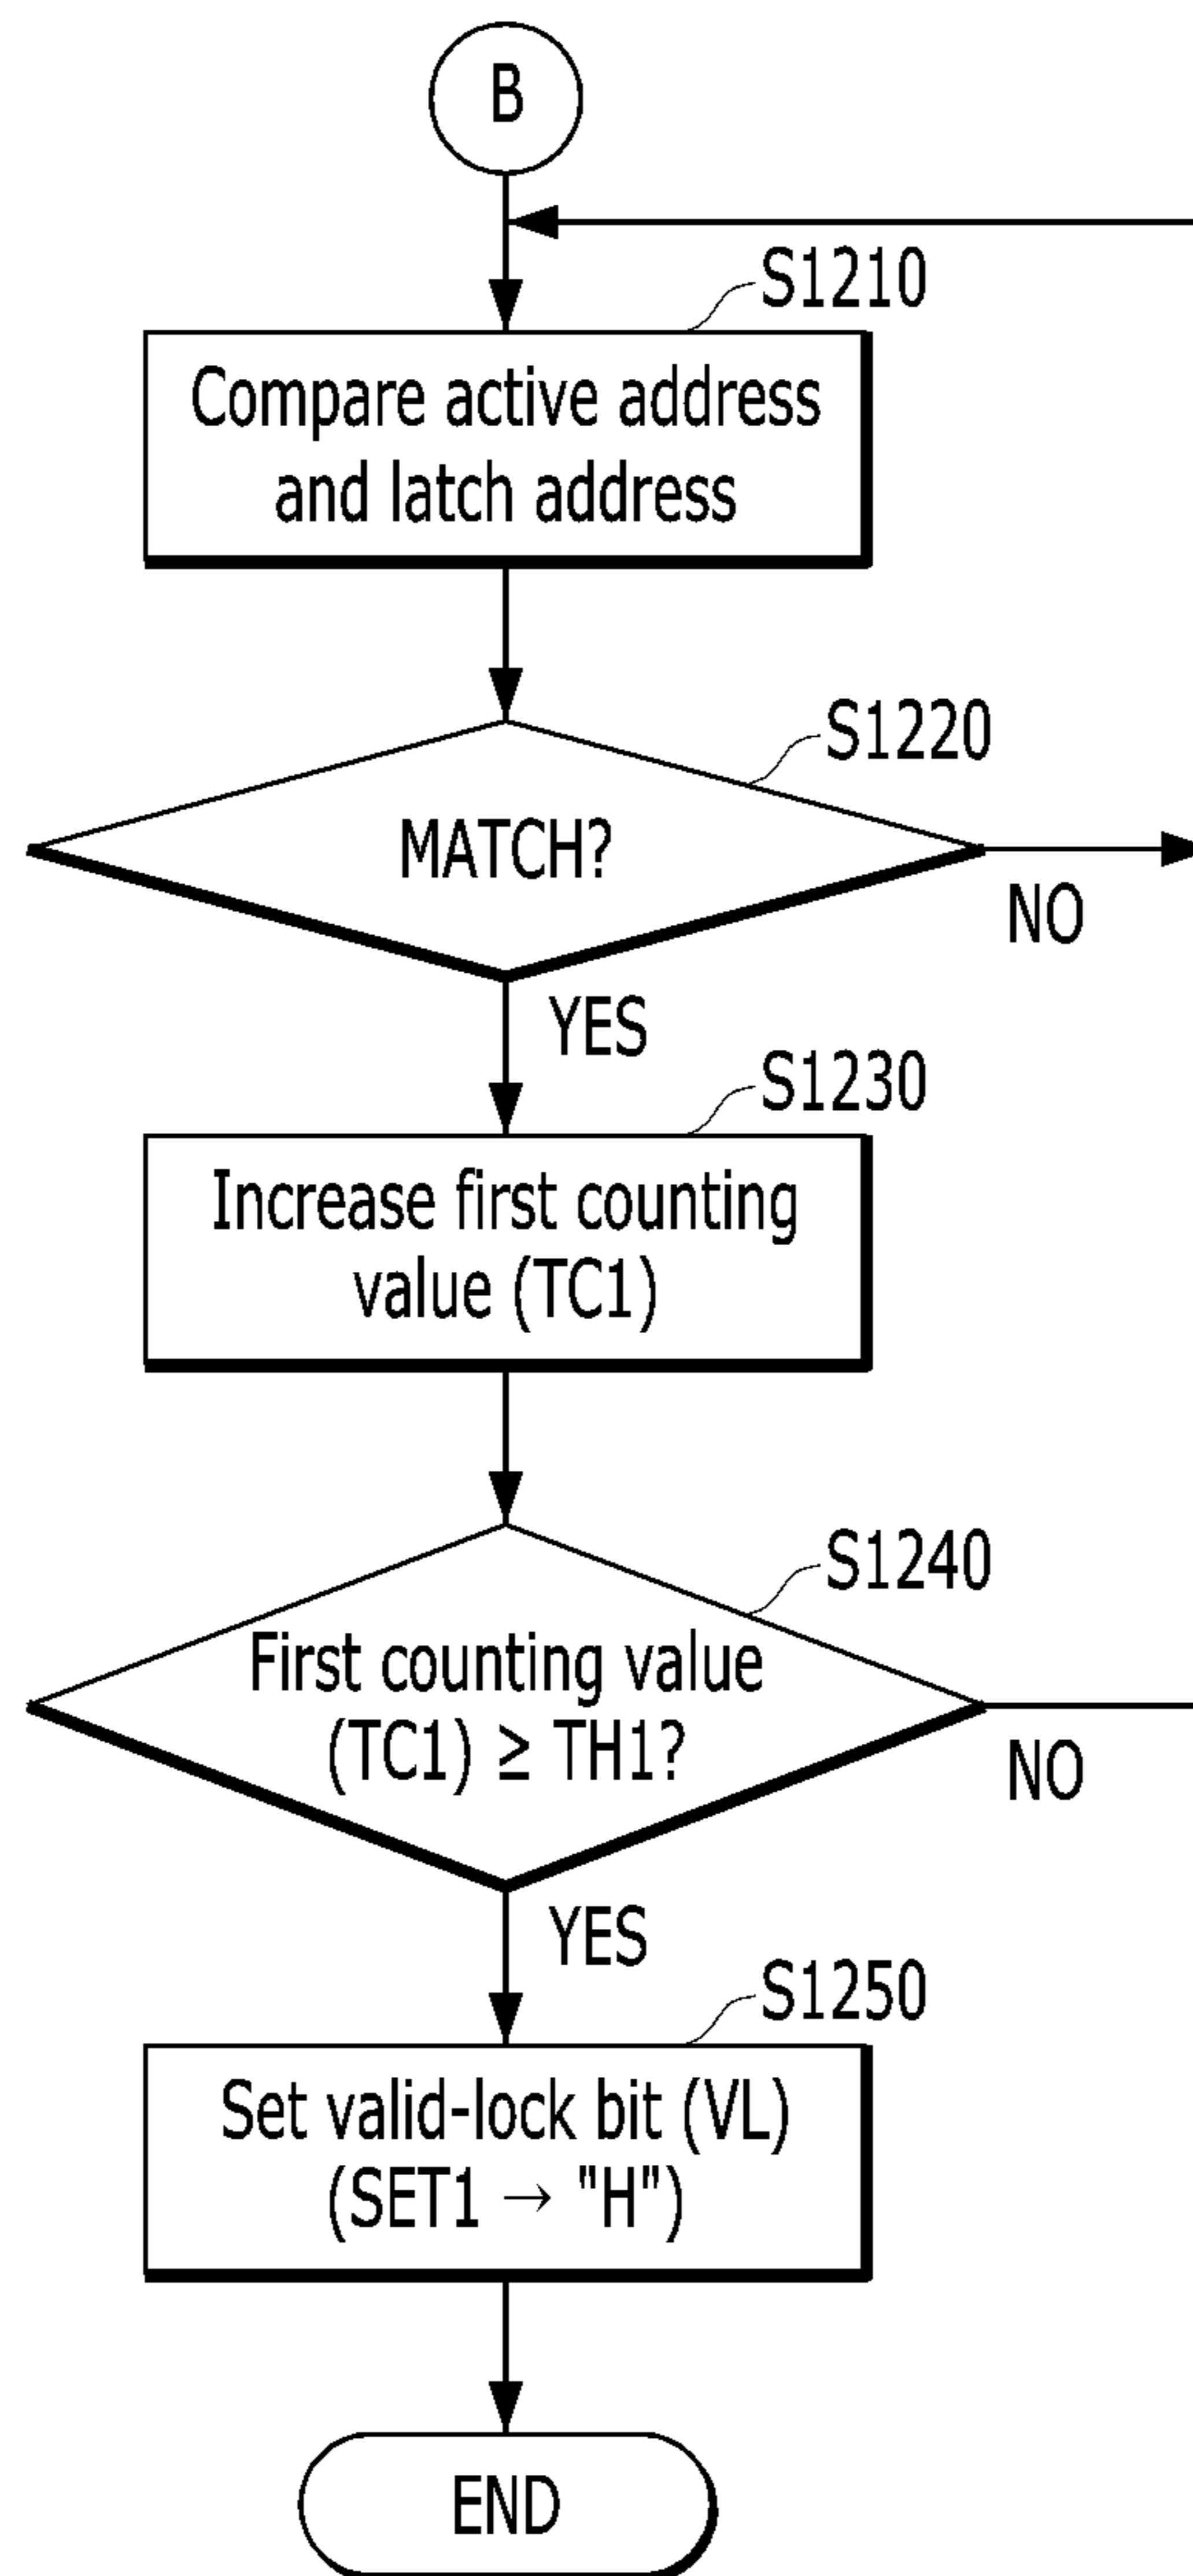 B
S1210
Compare active address
and latch address
S1220
MATCH?
NO
YES
S1230
Increase first counting
value (TC1)
S1240
First counting value
(TC1) ≥ TH1?
NO
YES
S1250
Set valid-lock bit (VL)
(SET1 → "H")
END